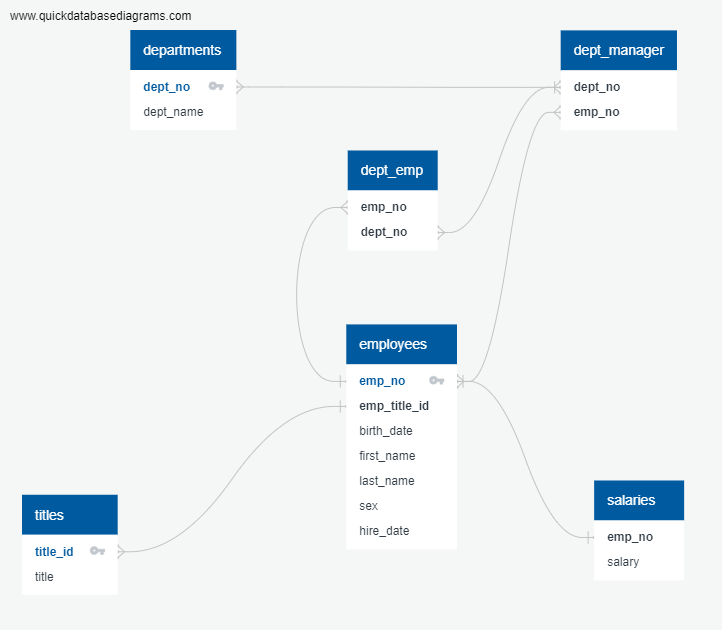 www.quickdatabasediagrams.com
departments
dept_no
dept_name
dept_manager
dept_no
emp_no
dept_emp
emp_no
dept_no
employees
emp_no
emp_title_id
birth_date
first_name
last_name
sex
hire_date
titles
title_id
title
salaries
emp_no
salary